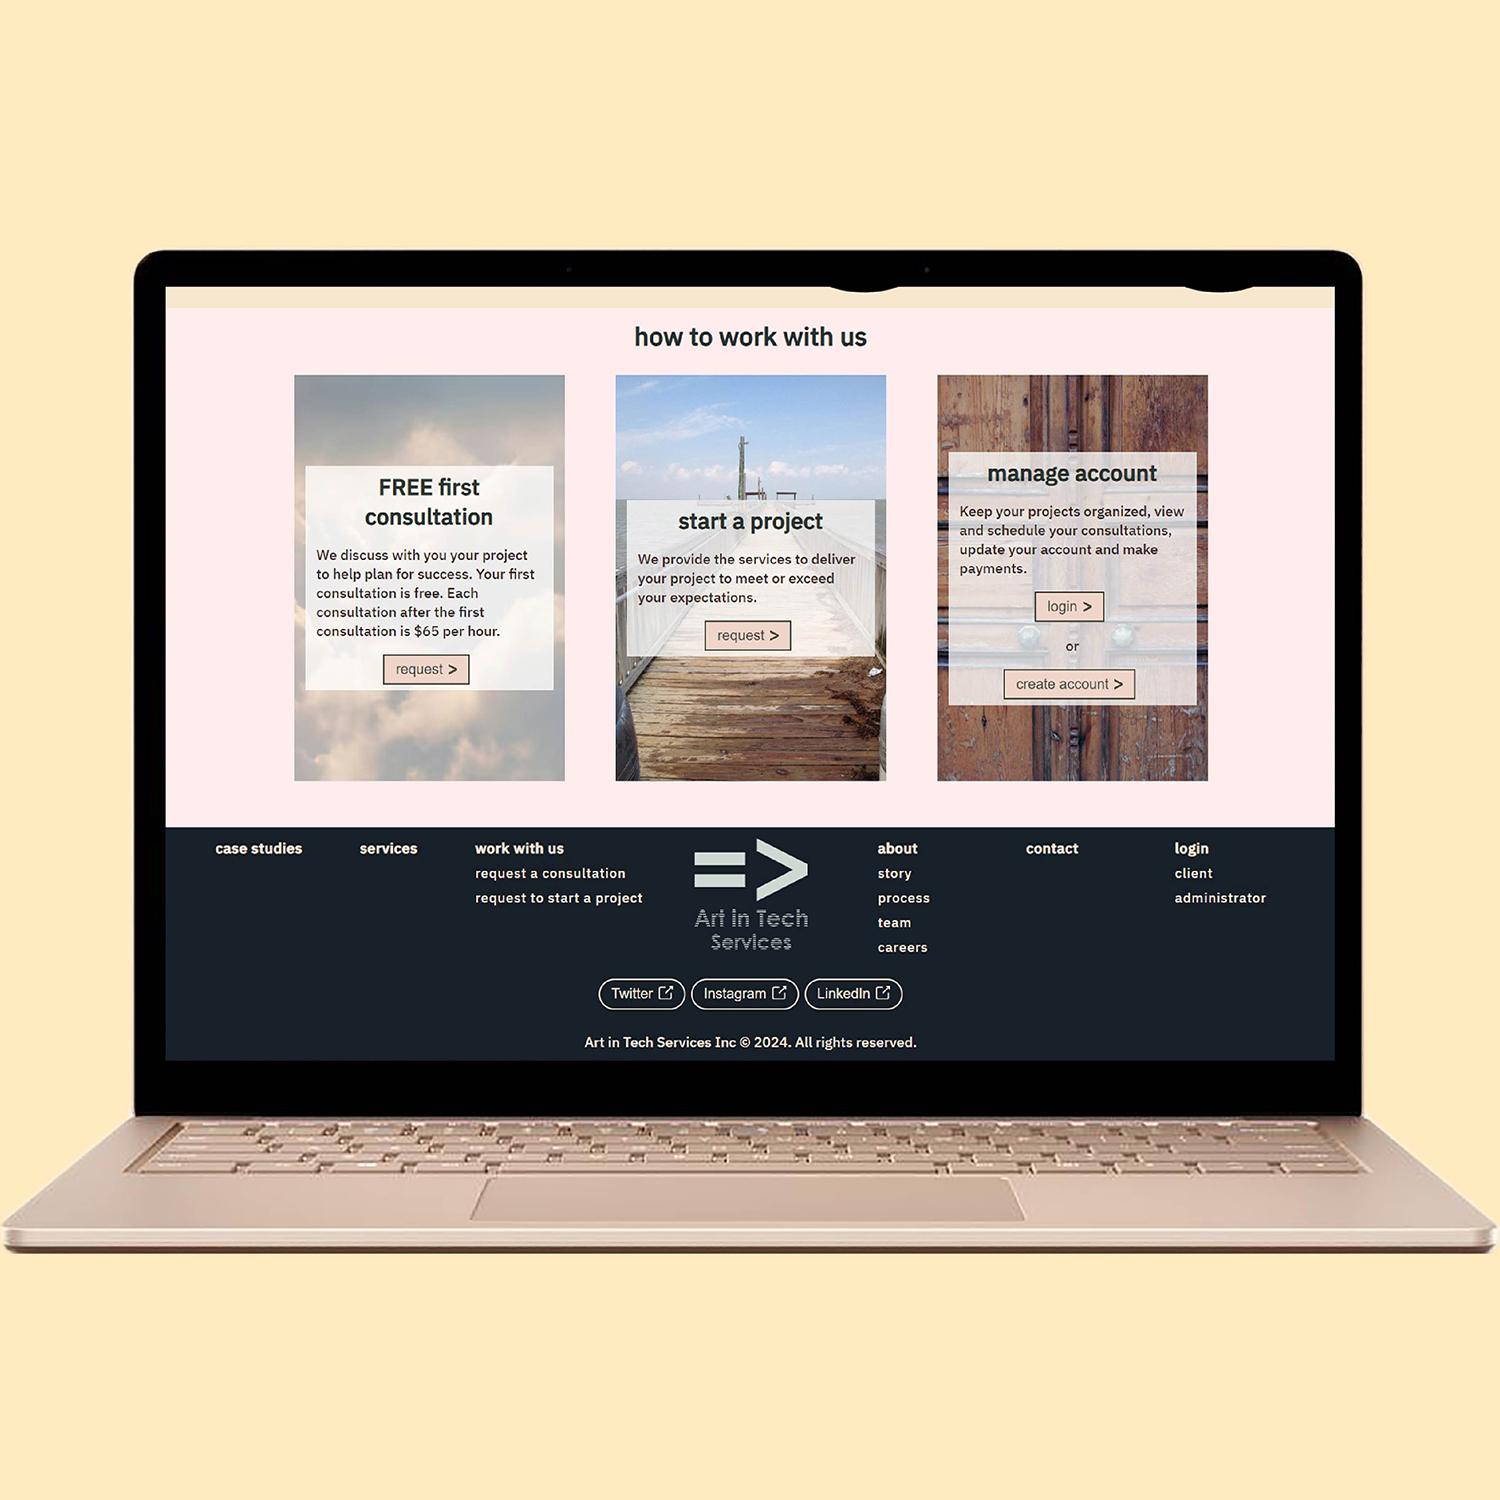 how to work with us
FREE first
consultation
We discuss with you your project
to help plan for success. Your first
consultation is free. Each
consultation after the first
consultation is $65 per hour.
request >
start a project
We provide the services to deliver
your project to meet or exceed
your expectations.
request >
manage account
Keep your projects organized, view
and schedule your consultations,
update your account and make
payments.
login >
or
create account >
case studies
services
work with us
request a consultation
request to start a project
=>
Art in Tech
Services
about
story
process
team
careers
contact
login
client
administrator
Twitter
Instagram
LinkedIn
Art in Tech Services Inc © 2024. All rights reserved.